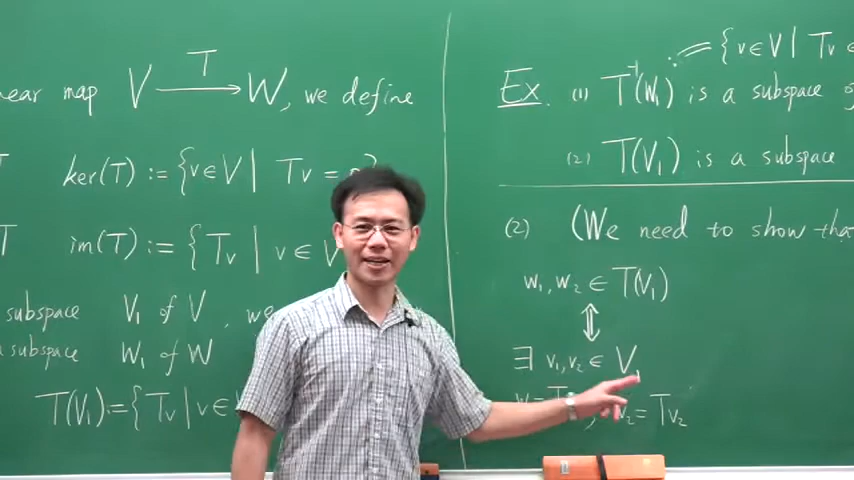 near map V T→ W, we define
ker(T) := {v∈V | Tv =
im(T) := {Tv | v∈V
subspace V₁ of V, we
subspace W₁ of W
T(V₁) = {Tv | v∈
:= {v∈V | Tv ∈
Ex. (1) T⁻¹(W₁) is a subspace of
(2) T(V₁) is a subspace
(2) (We need to show that
w₁, w₂ ∈ T(V₁)
↕
∃ v₁, v₂ ∈ V₁
= Tv₂